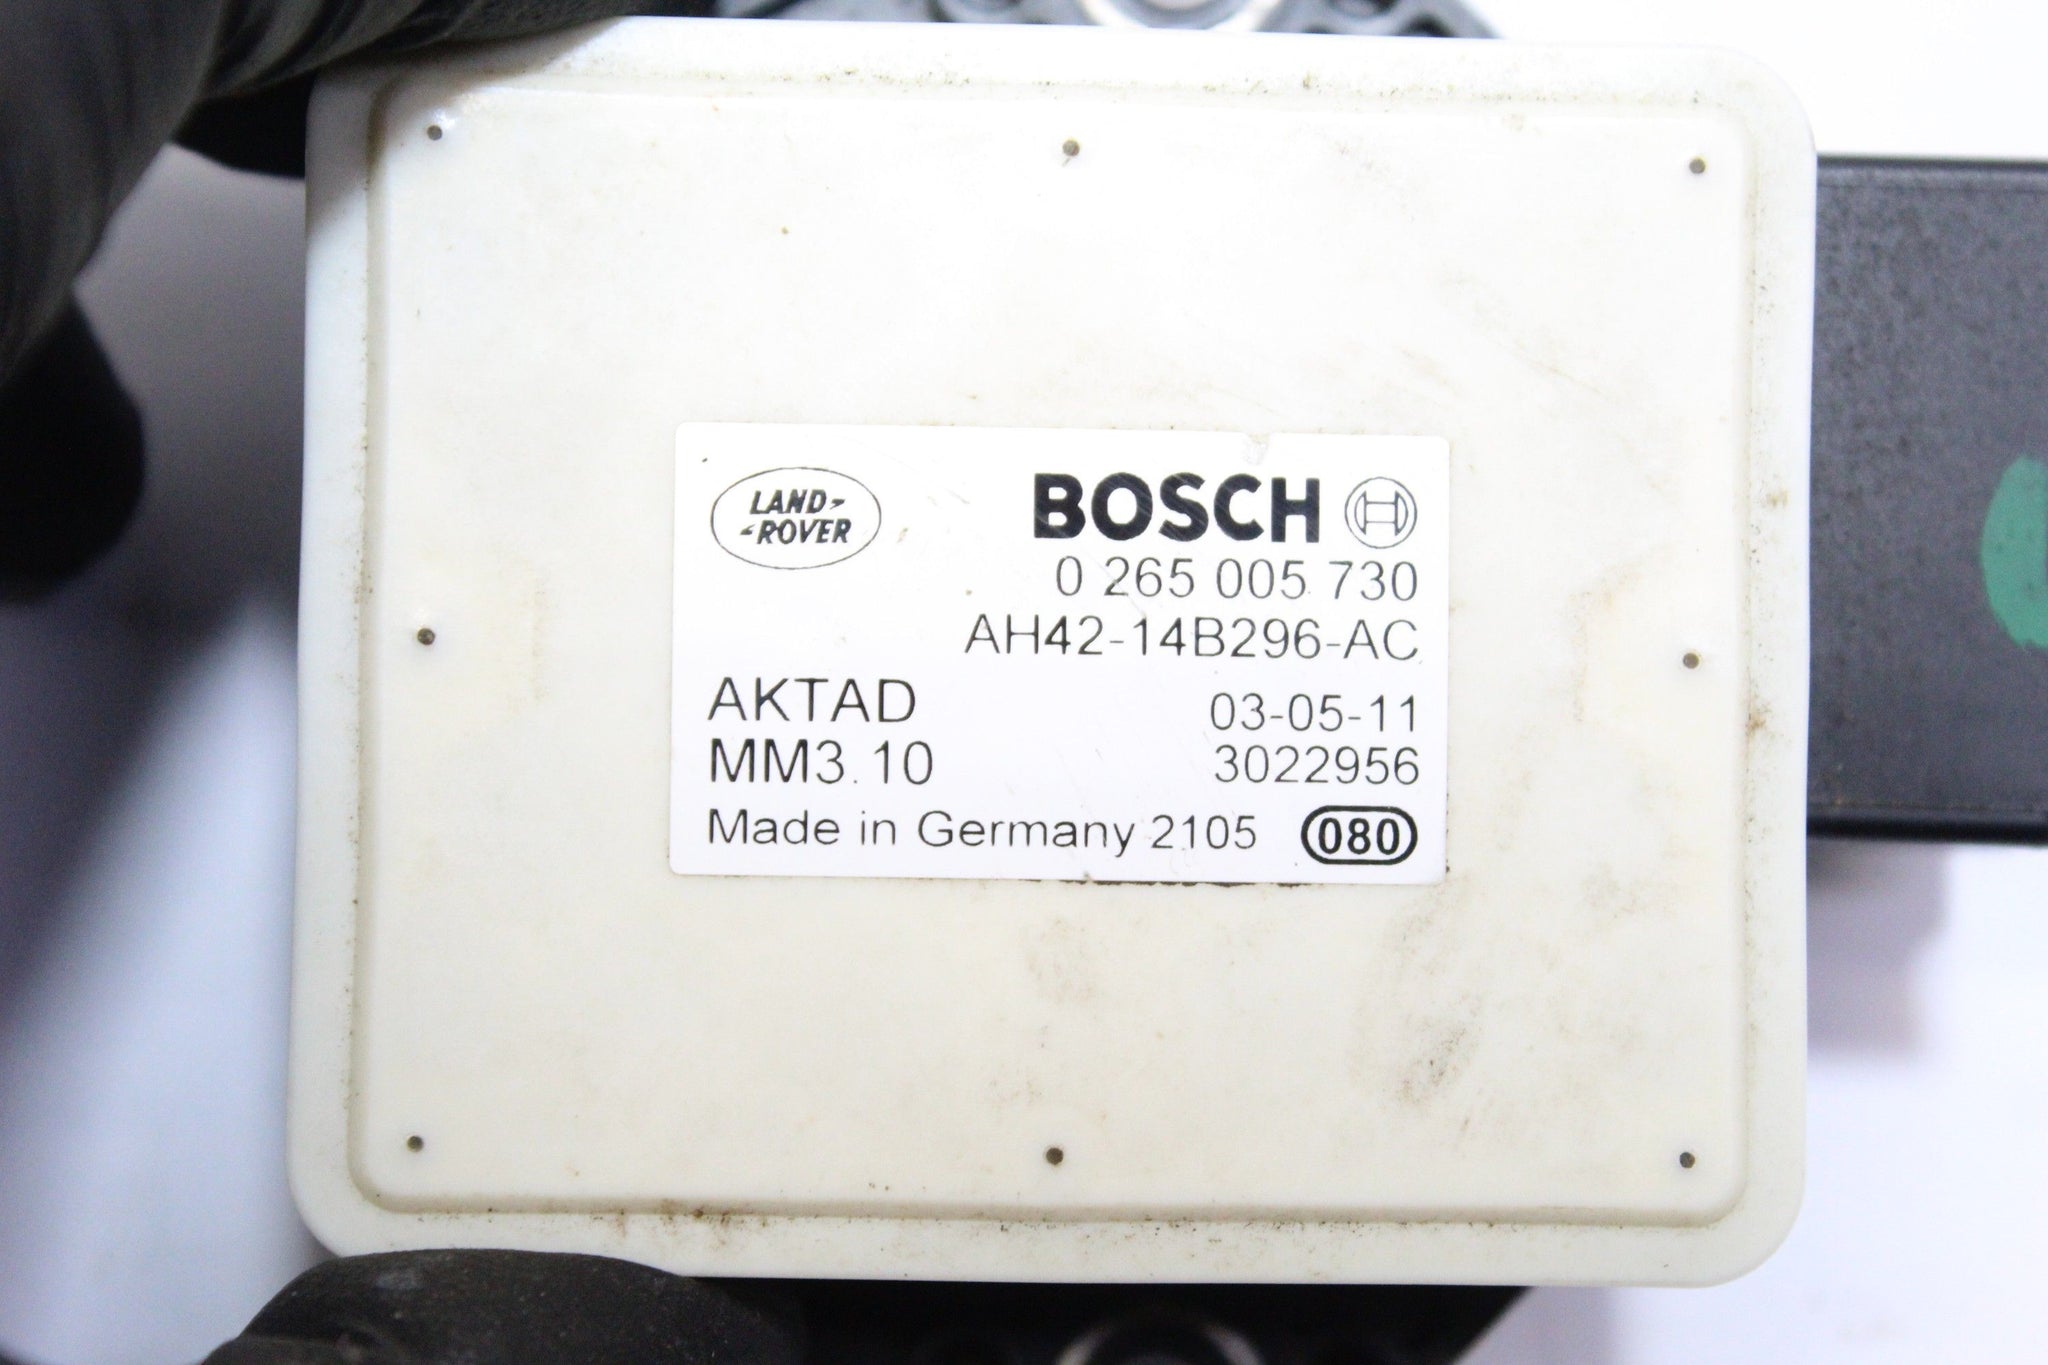 LAND-
-ROVER
BOSCH
0 265 005 730
AH42-14B296-AC
AKTAD 03-05-11
MM3.10 3022956
Made in Germany 2105 080